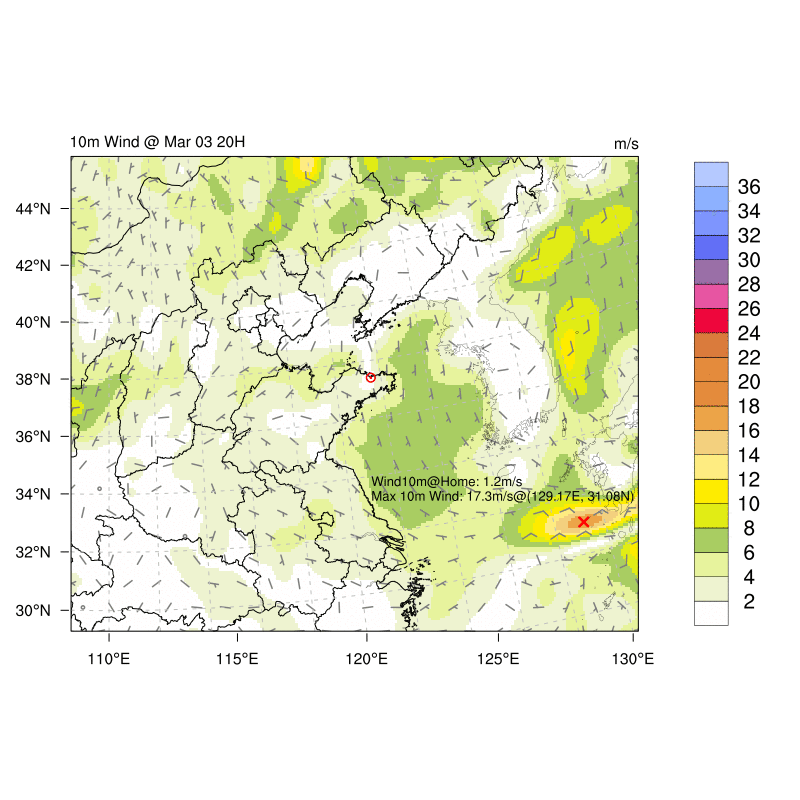 10m Wind @ Mar 03 20H
m/s
44°N
42°N
40°N
38°N
36°N
34°N
32°N
30°N
110°E
115°E
120°E
125°E
130°E
Wind10m@Home: 1.2m/s
Max 10m Wind: 17.3m/s@(129.17E, 31.08N)
36
34
32
30
28
26
24
22
20
18
16
14
12
10
8
6
4
2